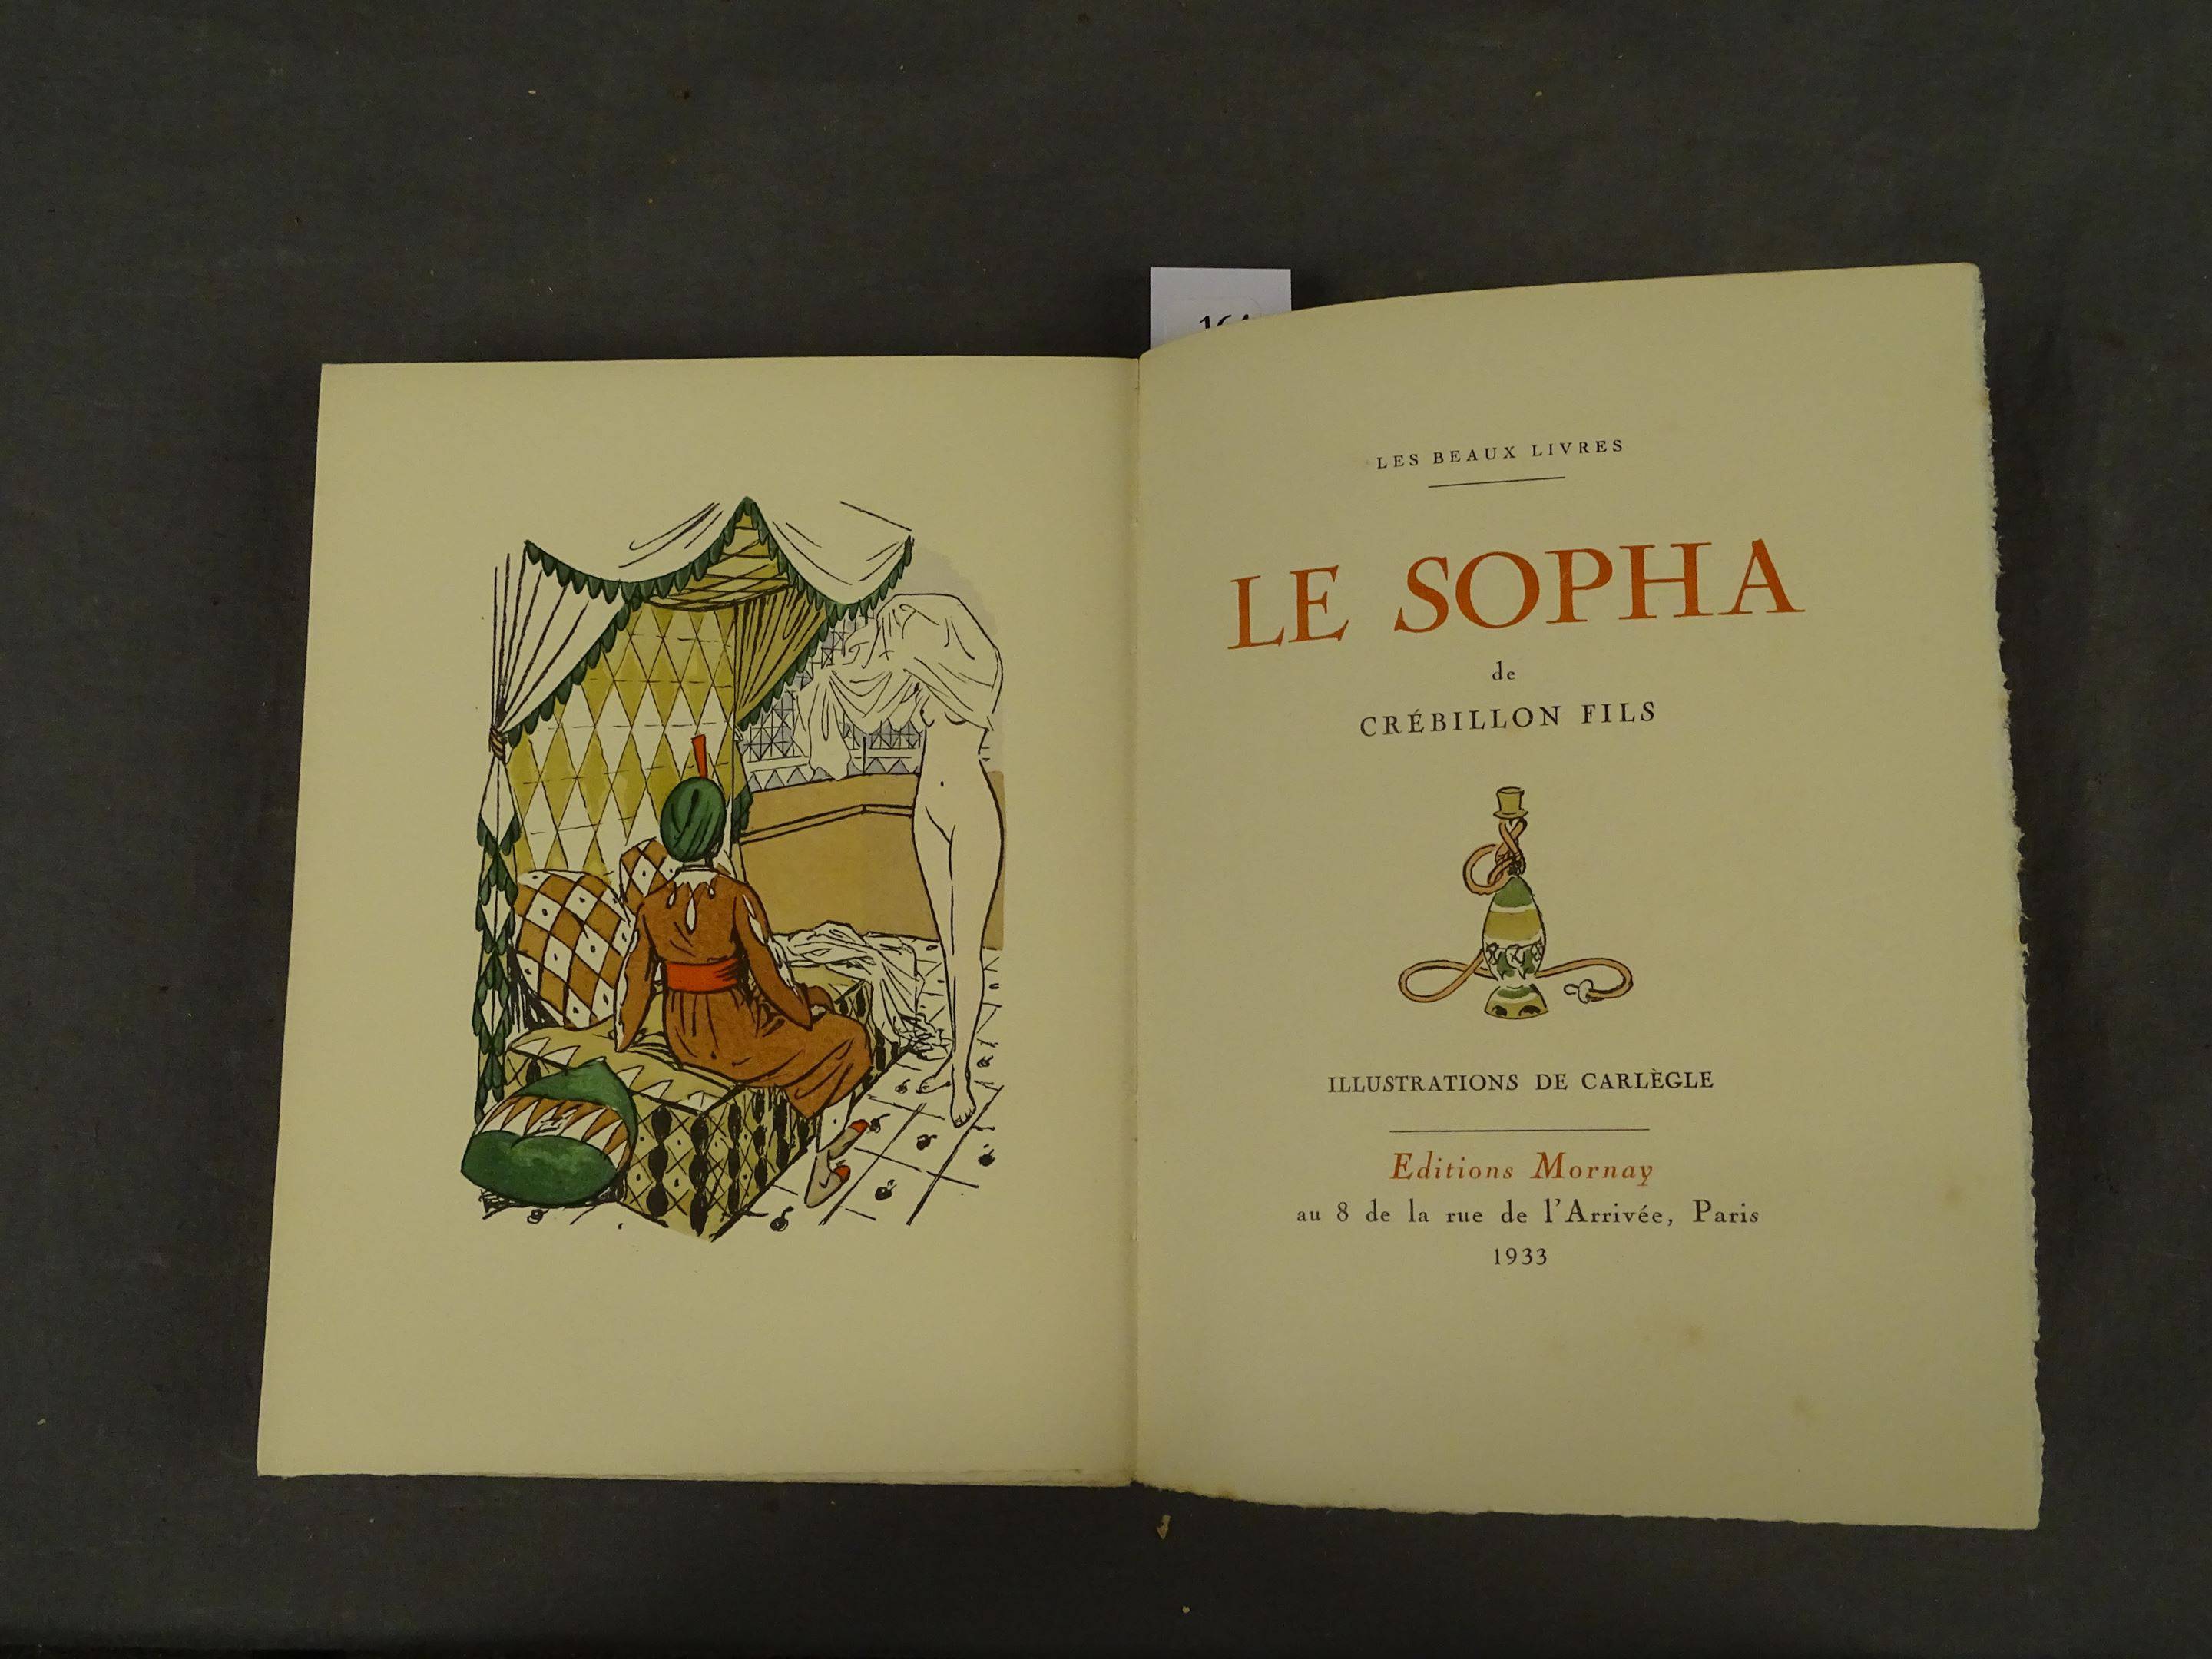 LES BEAUX LIVRES
LE SOPHA
de
CRÉBILLON FILS
ILLUSTRATIONS DE CARLÈGLE
Editions Mornay
au 8 de la rue de l'Arrivée, Paris
1933